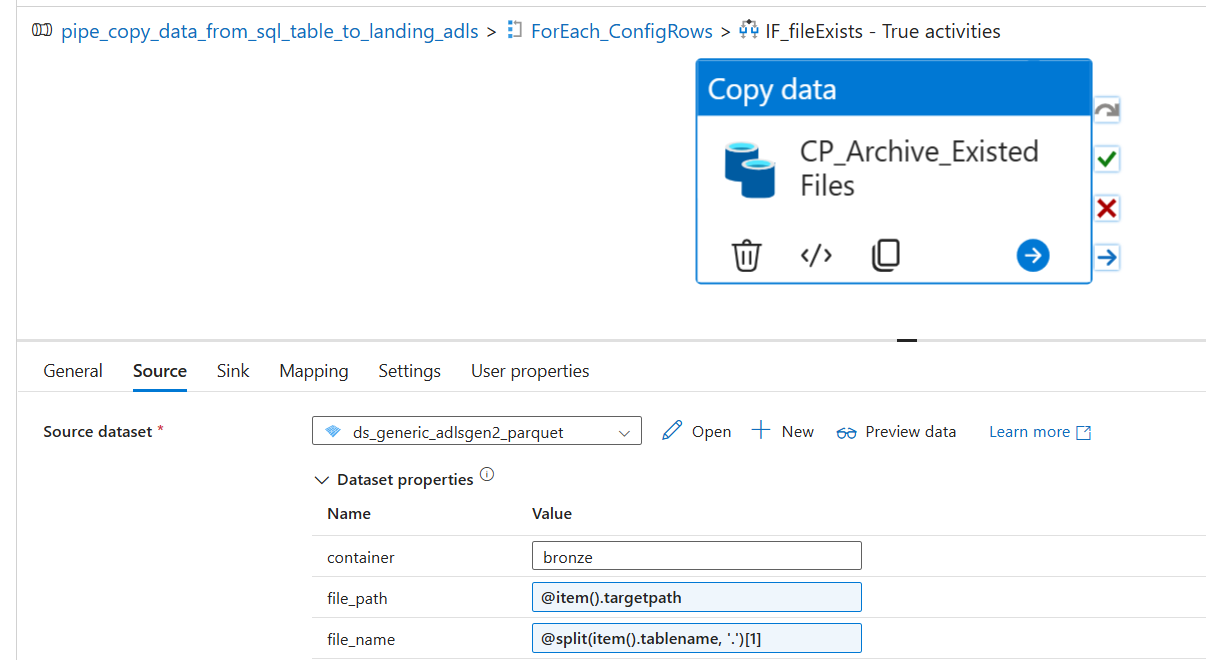 pipe_copy_data_from_sql_table_to_landing_adls > ForEach_ConfigRows > IF_fileExists - True activities
Copy data
CP_Archive_Existed
Files
General Source Sink Mapping Settings User properties
Source dataset * ds_generic_adlsgen2_parquet Open New Preview data Learn more
Dataset properties
Name Value
container bronze
file_path @item().targetpath
file_name @split(item().tablename, '.')[1]